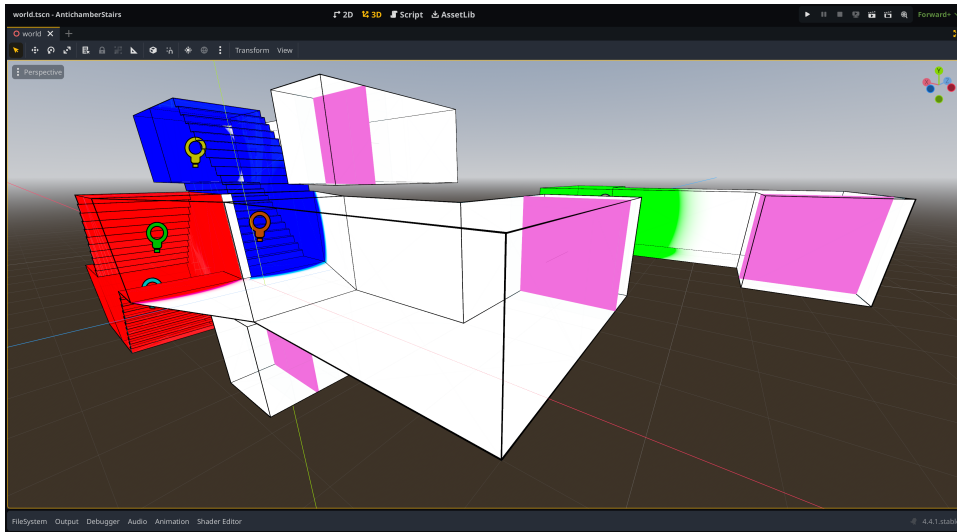 world.tscn - AntichamberStairs
2D 3D Script AssetLib
Forward+
world
Transform View
Perspective
Y
FileSystem Output Debugger Audio Animation Shader Editor
4.4.1.stabl